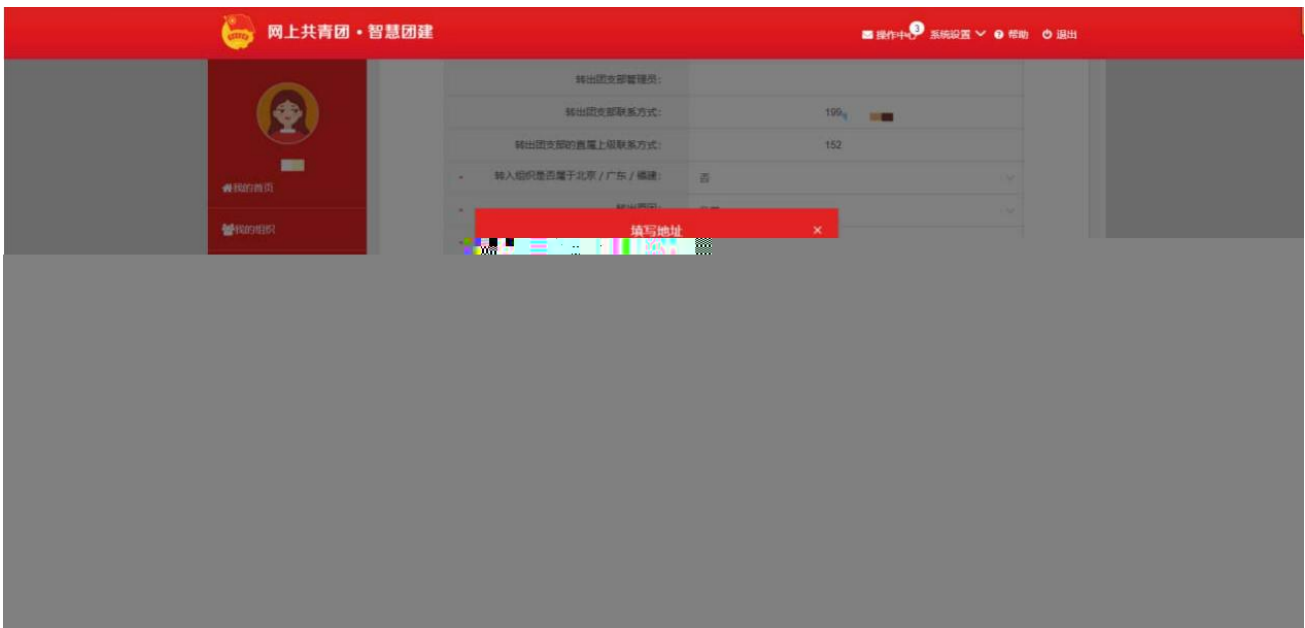 网上共青团·智慧团建
操作中心 3 系统设置 帮助 退出
转出团支部管理员:
转出团支部联系方式: 199
转出团支部的直属上级联系方式: 152
我的首页
转入组织是否属于北京/广东/福建: 否
转出原因:
我的组织
填写地址 ×